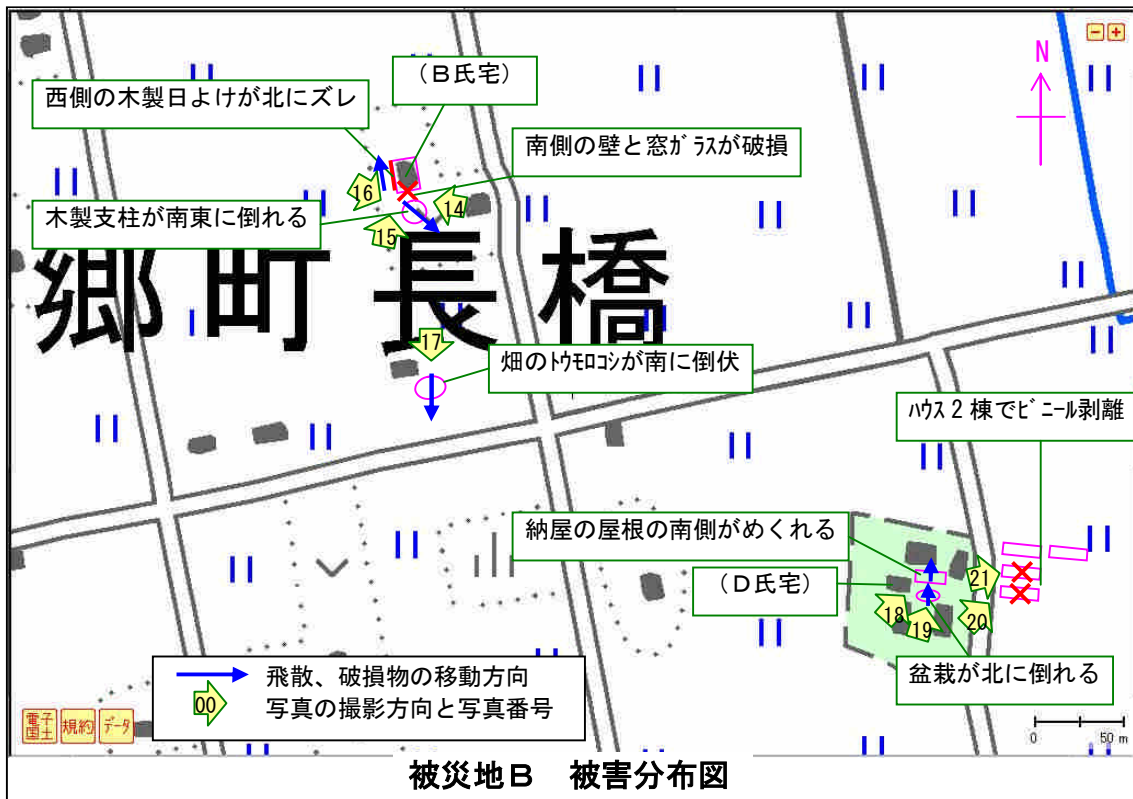 （Ｂ氏宅）
N
西側の木製日よけが北にズレ
南側の壁と窓ガラスが破損
16
14
木製支柱が南東に倒れる
15
郷町長橋
17
畑のトウモロコシが南に倒伏
ハウス２棟でビニール剥離
納屋の屋根の南側がめくれる
（Ｄ氏宅）
21
18
19
20
盆栽が北に倒れる
飛散、破損物の移動方向
00
写真の撮影方向と写真番号
電子国土
規約
データ
0 50 m
被災地Ｂ　被害分布図